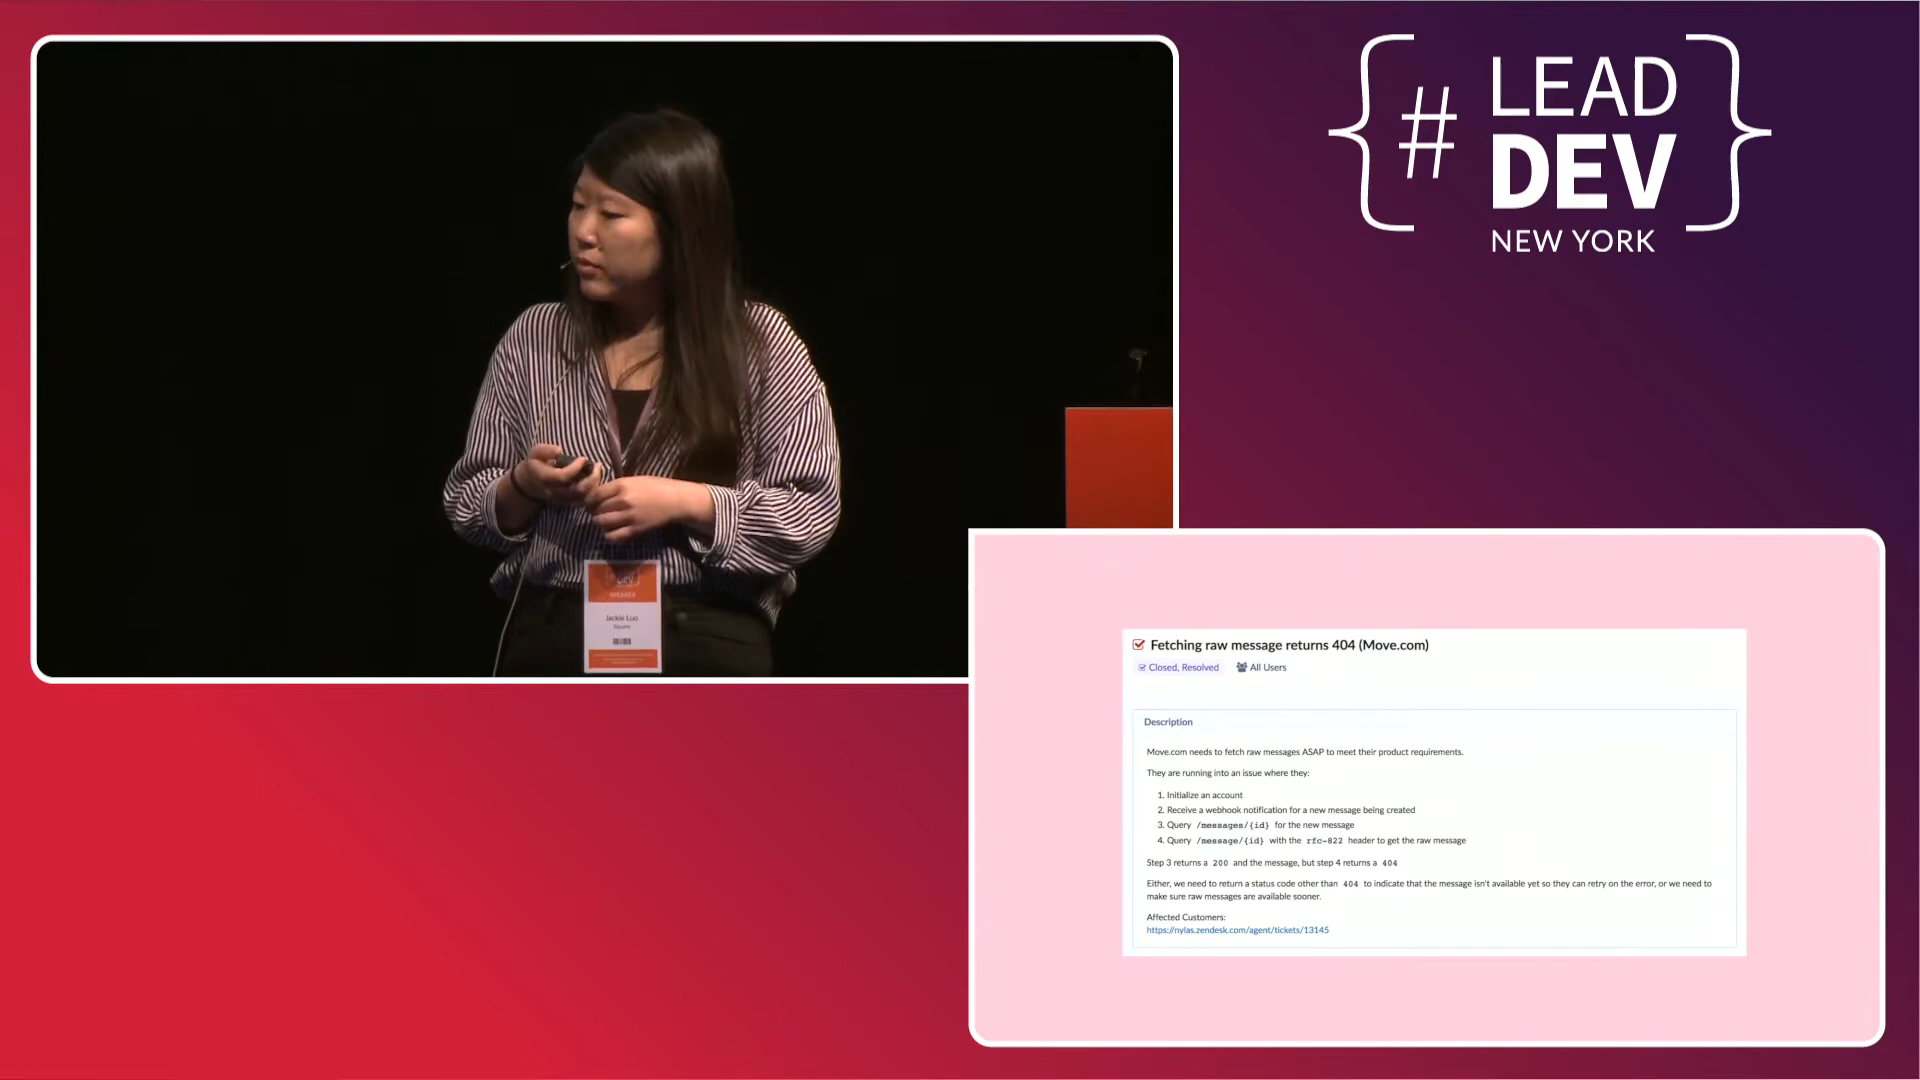 # LEAD
DEV
NEW YORK
DEV
SPEAKER
Jackie Luo
Square
Fetching raw message returns 404 (Move.com)
Closed, Resolved All Users
Description
Move.com needs to fetch raw messages ASAP to meet their product requirements.
They are running into an issue where they:
1. Initialize an account
2. Receive a webhook notification for a new message being created
3. Query /messages/{id} for the new message
4. Query /message/{id} with the rfc-822 header to get the raw message
Step 3 returns a 200 and the message, but step 4 returns a 404
Either, we need to return a status code other than 404 to indicate that the message isn't available yet so they can retry on the error, or we need to
make sure raw messages are available sooner.
Affected Customers:
https://nylas.zendesk.com/agent/tickets/13145